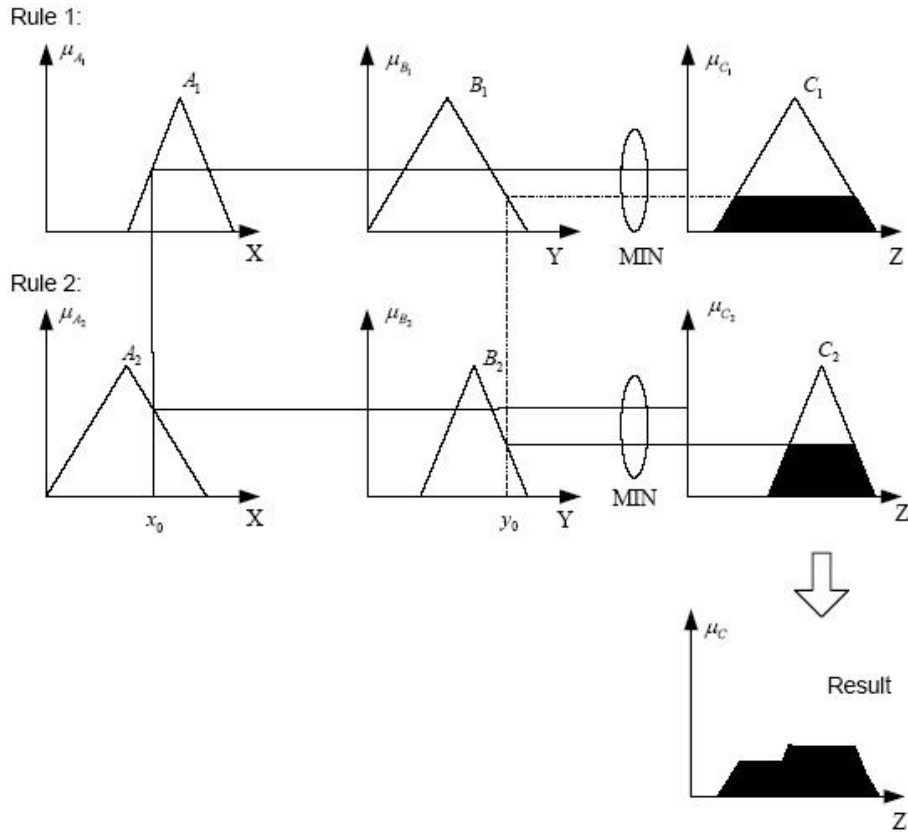 Rule 1:
μA₁ μB₁ μC₁
A₁ B₁ C₁
X Y MIN Z
Rule 2:
μA₂ μB₂ μC₂
A₂ B₂ C₂
x₀ X y₀ Y MIN Z
μC
Result
Z